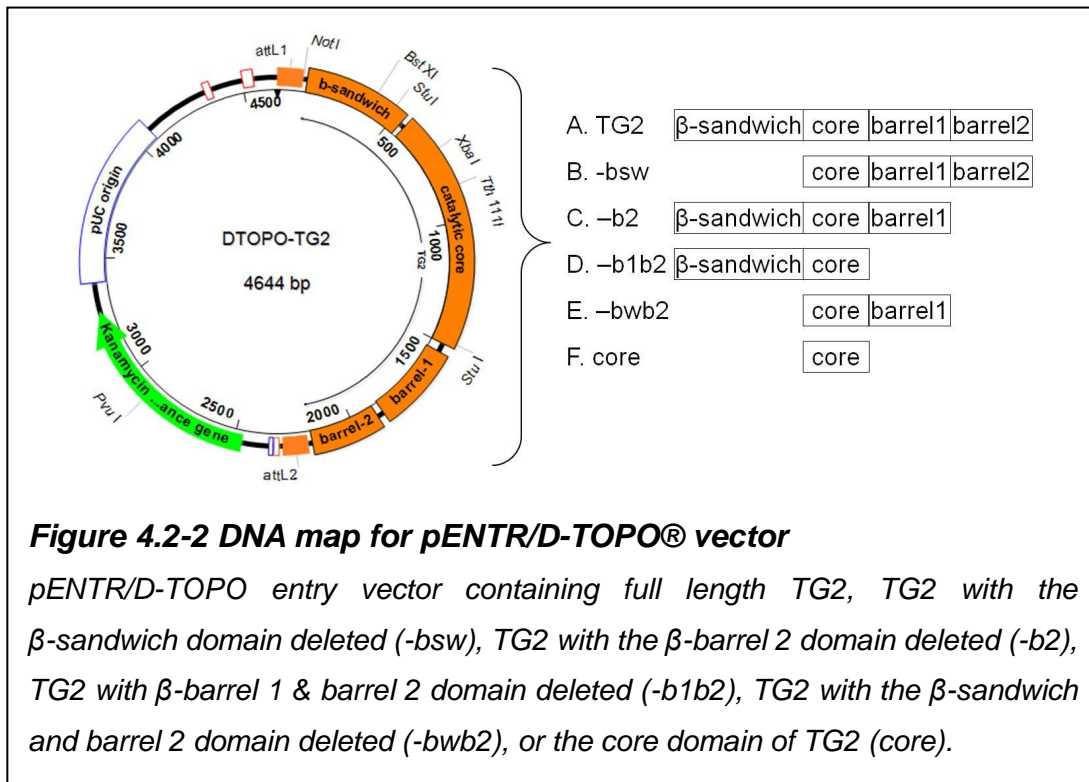 attL1
NotI
BstXI
StuI
b-sandwich
500
XbaI
Tth111I
catalytic core
1000
TG2
1500
StuI
barrel-1
2000
barrel-2
attL2
2500
Kanamycin ...ance gene
PvuI
3000
3500
pUC origin
4000
4500
DTOPO-TG2
4644 bp
A. TG2 β-sandwich core barrel1 barrel2
B. -bsw core barrel1 barrel2
C. –b2 β-sandwich core barrel1
D. –b1b2 β-sandwich core
E. –bwb2 core barrel1
F. core core
Figure 4.2-2 DNA map for pENTR/D-TOPO® vector
pENTR/D-TOPO entry vector containing full length TG2, TG2 with the
β-sandwich domain deleted (-bsw), TG2 with the β-barrel 2 domain deleted (-b2),
TG2 with β-barrel 1 & barrel 2 domain deleted (-b1b2), TG2 with the β-sandwich
and barrel 2 domain deleted (-bwb2), or the core domain of TG2 (core).